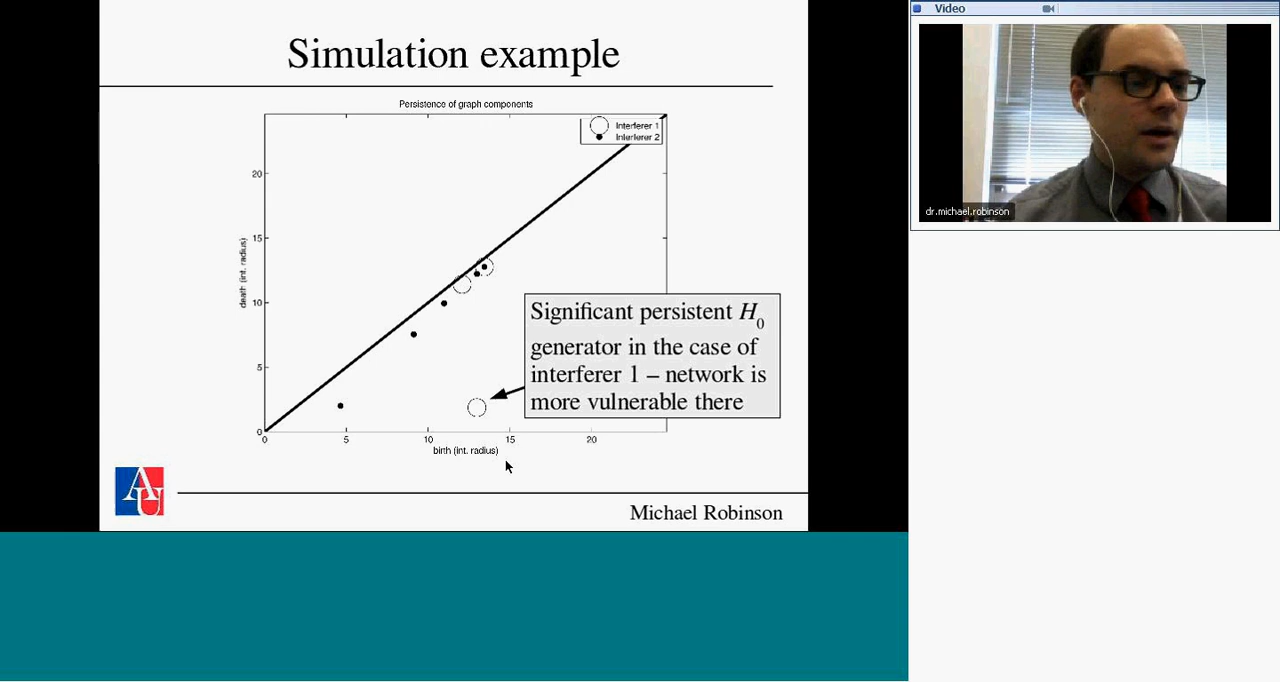 Simulation example
Persistence of graph components
Interferer 1
Interferer 2
20
15
10
5
0
death (int. radius)
0 5 10 15 20
birth (int. radius)
Significant persistent H0
generator in the case of
interferer 1 – network is
more vulnerable there
AU
Michael Robinson
Video
dr.michael.robinson